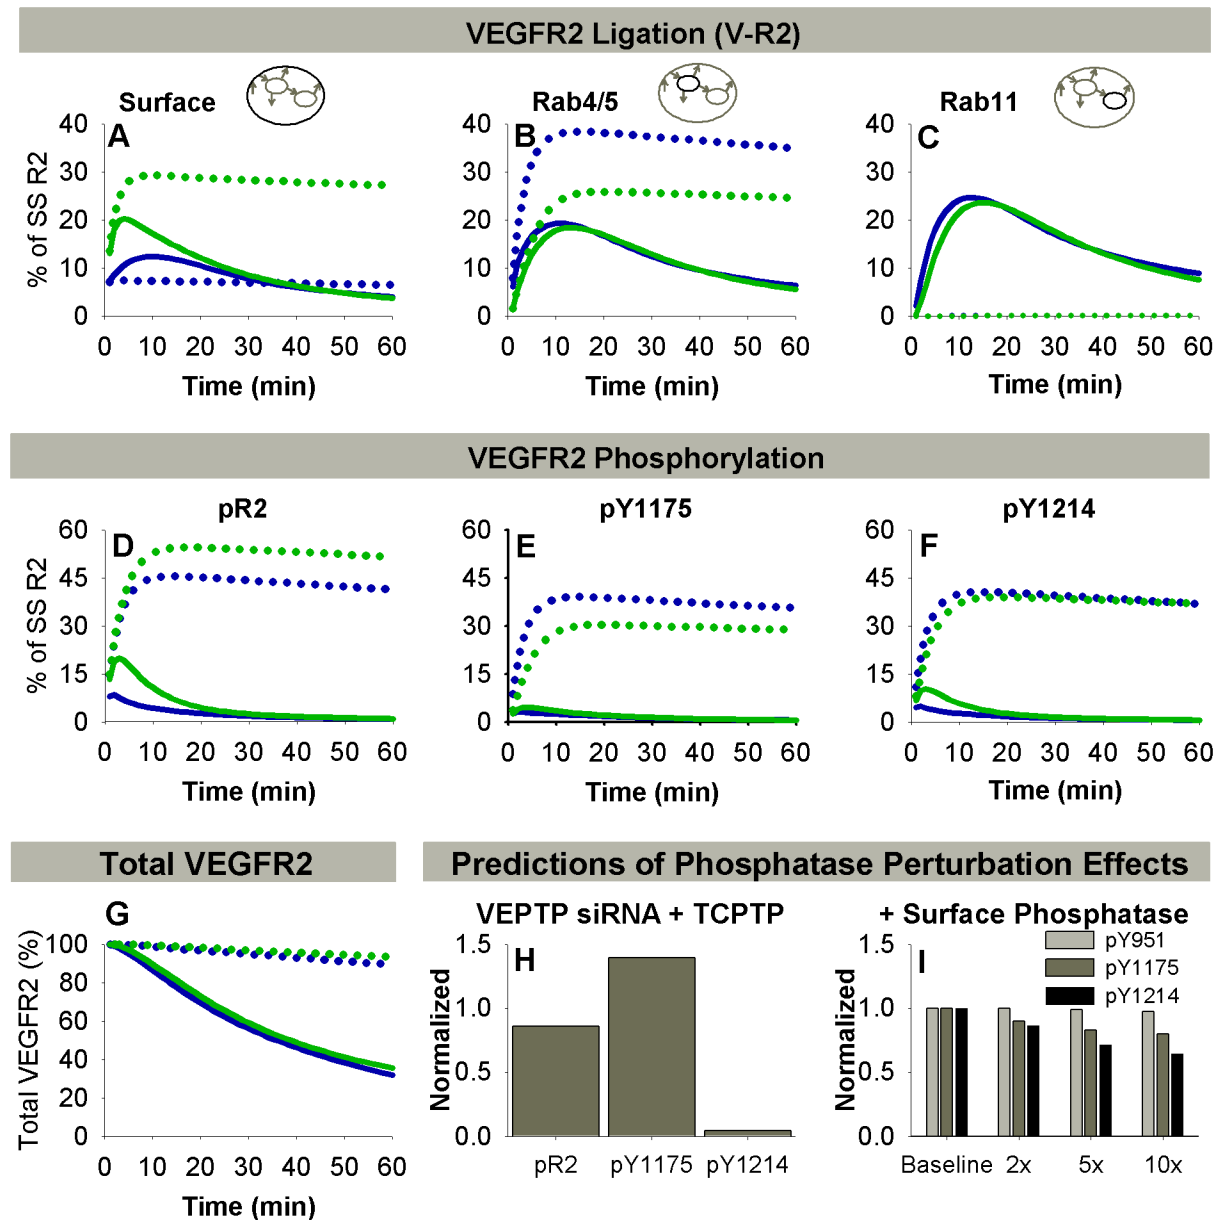 VEGFR2 Ligation (V-R2)
Surface Rab4/5 Rab11
A B C
% of SS R2
40 30 20 10 0
0 10 20 30 40 50 60
Time (min)
40 30 20 10 0
0 10 20 30 40 50 60
Time (min)
40 30 20 10 0
0 10 20 30 40 50 60
Time (min)
VEGFR2 Phosphorylation
pR2 pY1175 pY1214
D E F
% of SS R2
60 45 30 15 0
0 10 20 30 40 50 60
Time (min)
60 45 30 15 0
0 10 20 30 40 50 60
Time (min)
60 45 30 15 0
0 10 20 30 40 50 60
Time (min)
Total VEGFR2
G
Total VEGFR2 (%)
100 80 60 40 20 0
0 10 20 30 40 50 60
Time (min)
Predictions of Phosphatase Perturbation Effects
VEPTP siRNA + TCPTP
H
Normalized
1.5 1.0 0.5 0.0
pR2 pY1175 pY1214
+ Surface Phosphatase
I
pY951
pY1175
pY1214
Normalized
1.5 1.0 0.5 0.0
Baseline 2x 5x 10x